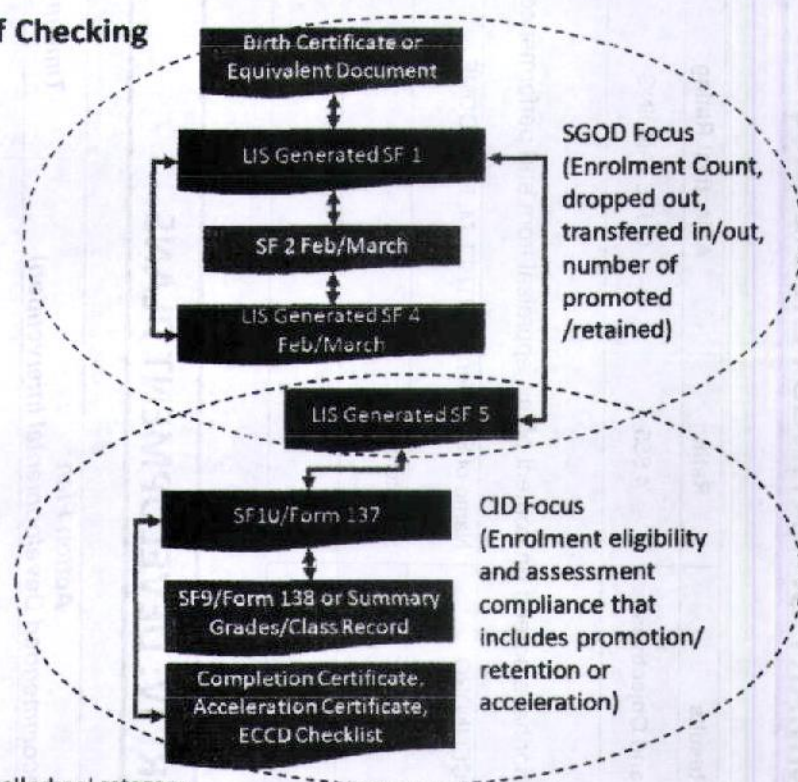 f Checking
Birth Certificate or
Equivalent Document
LIS Generated SF 1
SF 2 Feb/March
LIS Generated SF 4
Feb/March
SGOD Focus
(Enrolment Count,
dropped out,
transferred in/out,
number of
promoted
/retained)
LIS Generated SF 5
SF10/Form 137
SF9/Form 138 or Summary
Grades/Class Record
Completion Certificate,
Acceleration Certificate,
ECCD Checklist
CID Focus
(Enrolment eligibility
and assessment
compliance that
includes promotion/
retention or
acceleration)